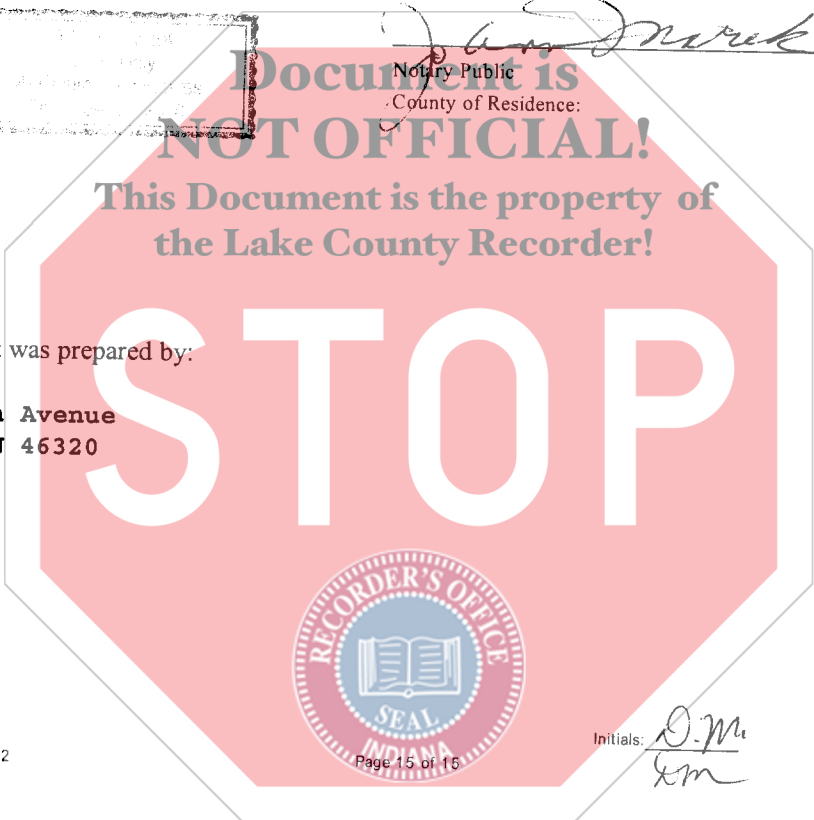 Document is
Notary Public
County of Residence:
NOT OFFICIAL!
This Document is the property of
the Lake County Recorder!
was prepared by:
Avenue
46320
STOP
RECORDER'S OFFICE
SEAL
INDIANA
Page 15 of 15
Initials: D.M.
DM
2